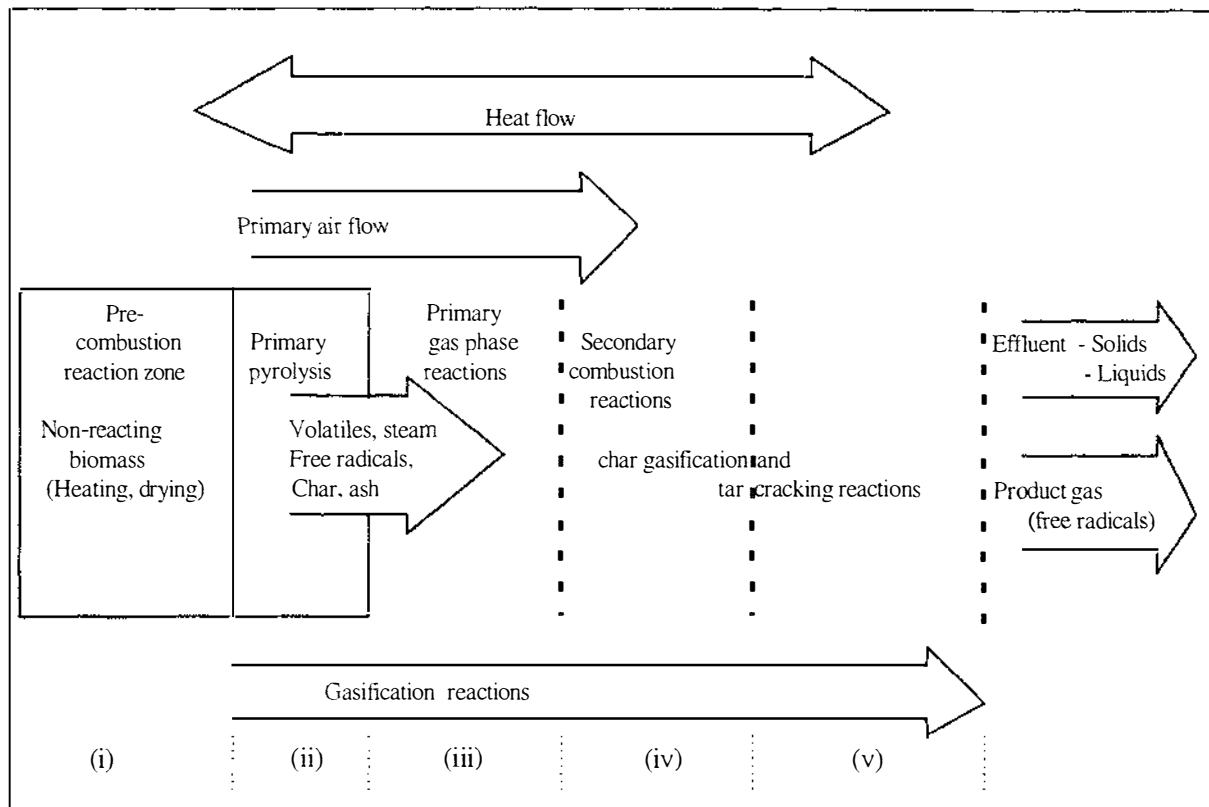 Heat flow
Primary air flow
Pre-
combustion
reaction zone
Non-reacting
biomass
(Heating, drying)
Primary
pyrolysis
Volatiles, steam
Free radicals,
Char, ash
Primary
gas phase
reactions
Secondary
combustion
reactions
char gasification and
tar cracking reactions
Effluent - Solids
- Liquids
Product gas
(free radicals)
Gasification reactions
(i)
(ii)
(iii)
(iv)
(v)